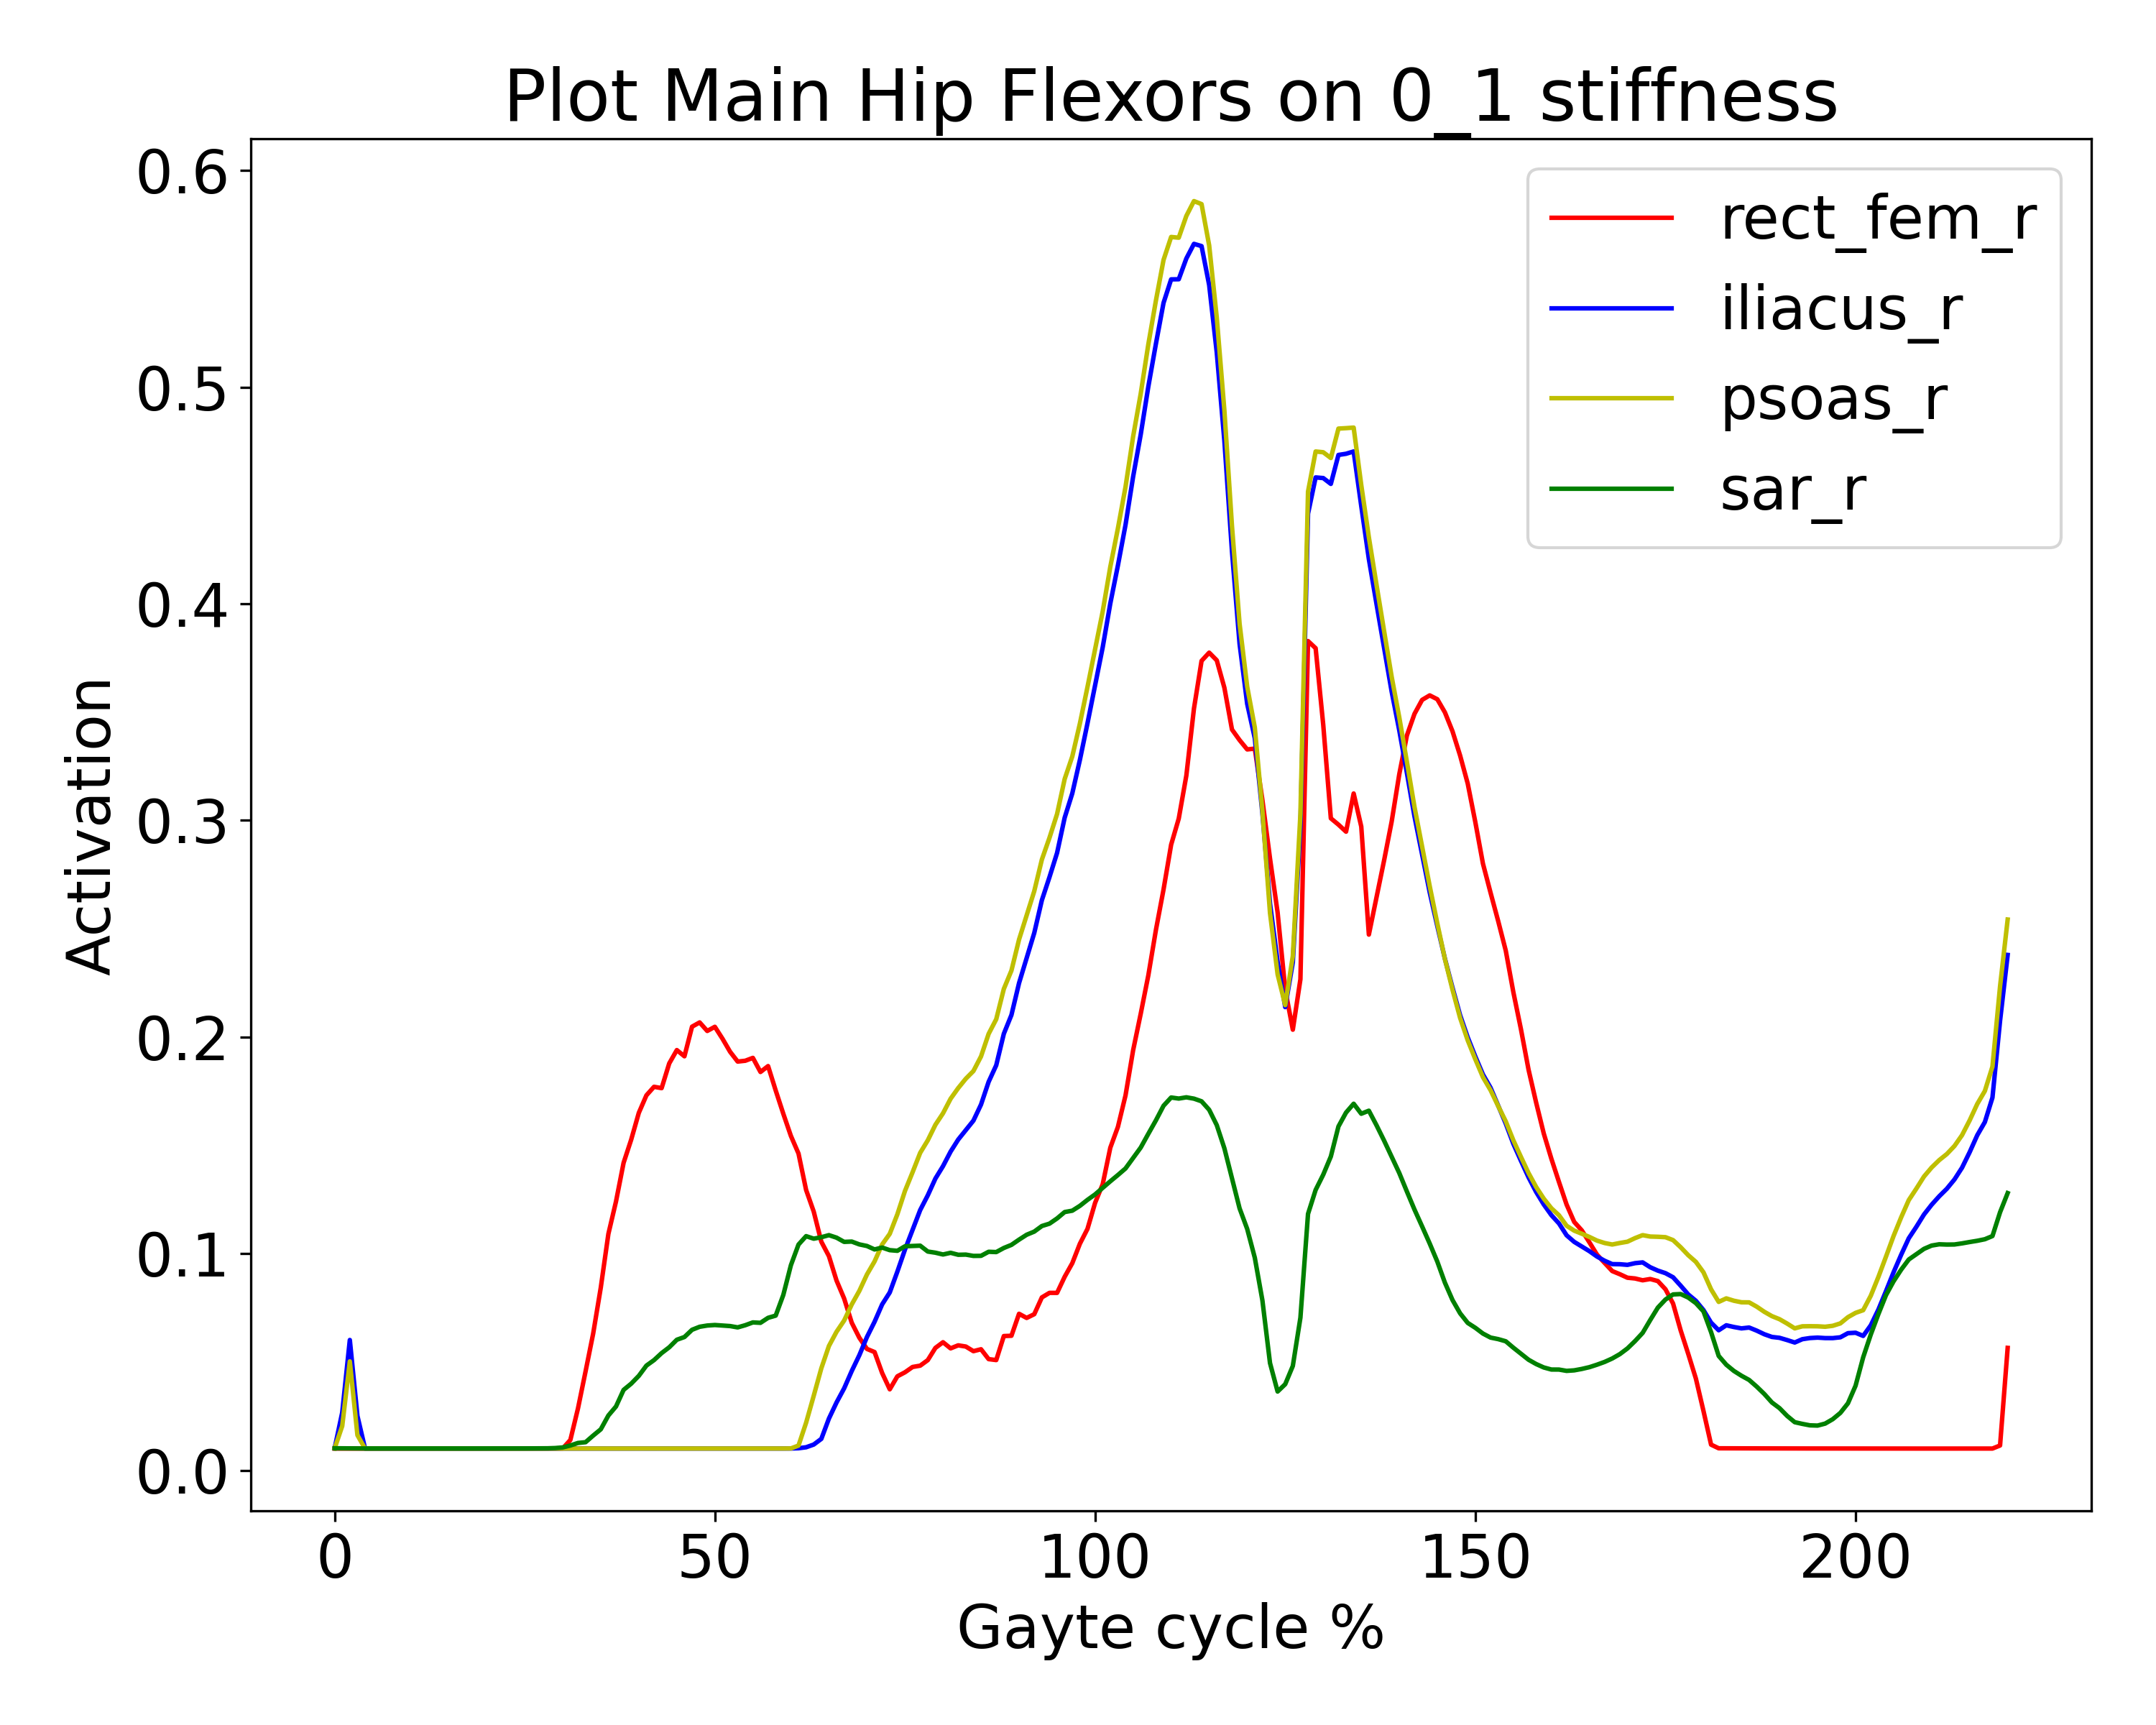 Plot Main Hip Flexors on 0_1 stiffness
0.6
0.5
0.4
0.3
0.2
0.1
0.0
Activation
rect_fem_r
iliacus_r
psoas_r
sar_r
0
50
100
150
200
Gayte cycle %